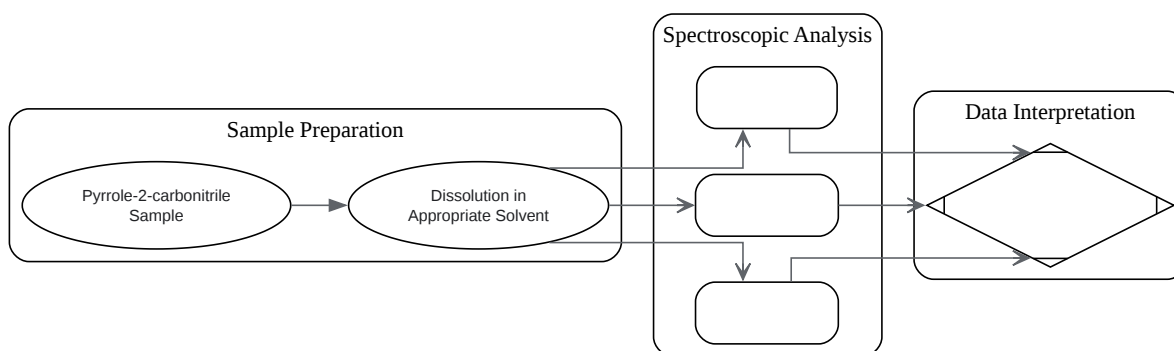 Spectroscopic Analysis
Sample Preparation
Data Interpretation
Pyrrole-2-carbonitrile
Sample
Dissolution in
Appropriate Solvent